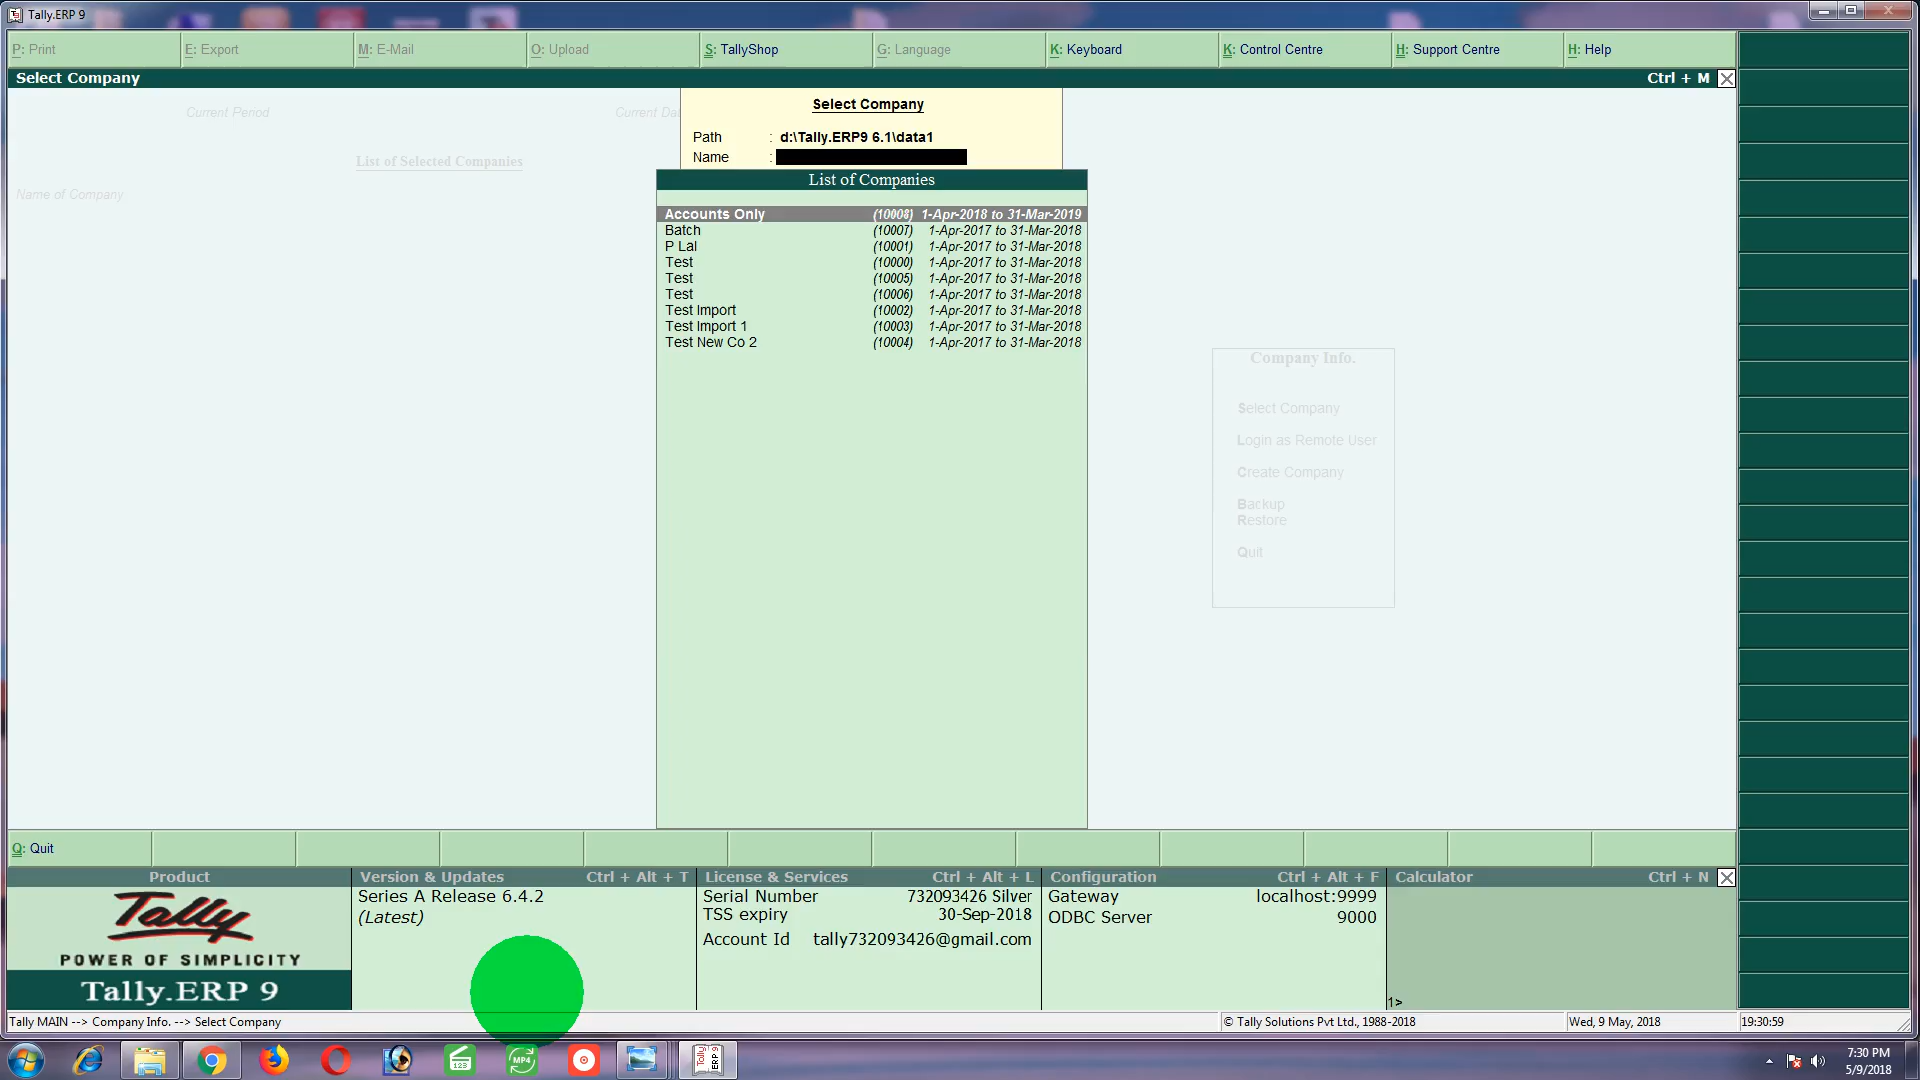 Tally.ERP 9
P: Print
E: Export
M: E-Mail
O: Upload
S: TallyShop
G: Language
K: Keyboard
K: Control Centre
H: Support Centre
H: Help
Select Company
Ctrl + M
Current Period
Current Da
List of Selected Companies
Name of Company
Select Company
Path : d:\Tally.ERP9 6.1\data1
Name :
List of Companies
Accounts Only (10008) 1-Apr-2018 to 31-Mar-2019
Batch (10007) 1-Apr-2017 to 31-Mar-2018
P Lal (10001) 1-Apr-2017 to 31-Mar-2018
Test (10000) 1-Apr-2017 to 31-Mar-2018
Test (10005) 1-Apr-2017 to 31-Mar-2018
Test (10006) 1-Apr-2017 to 31-Mar-2018
Test Import (10002) 1-Apr-2017 to 31-Mar-2018
Test Import 1 (10003) 1-Apr-2017 to 31-Mar-2018
Test New Co 2 (10004) 1-Apr-2017 to 31-Mar-2018
Company Info.
Select Company
Login as Remote User
Create Company
Backup
Restore
Quit
Q: Quit
Product
Tally
POWER OF SIMPLICITY
Tally.ERP 9
Version & Updates Ctrl + Alt + T
Series A Release 6.4.2
(Latest)
License & Services Ctrl + Alt + L
Serial Number 732093426 Silver
TSS expiry 30-Sep-2018
Account Id tally732093426@gmail.com
Configuration Ctrl + Alt + F
Gateway localhost:9999
ODBC Server 9000
Calculator Ctrl + N
1>
Tally MAIN --> Company Info. --> Select Company
© Tally Solutions Pvt Ltd., 1988-2018
Wed, 9 May, 2018
19:30:59
123
MP4
Tally
ERP 9
7:30 PM
5/9/2018